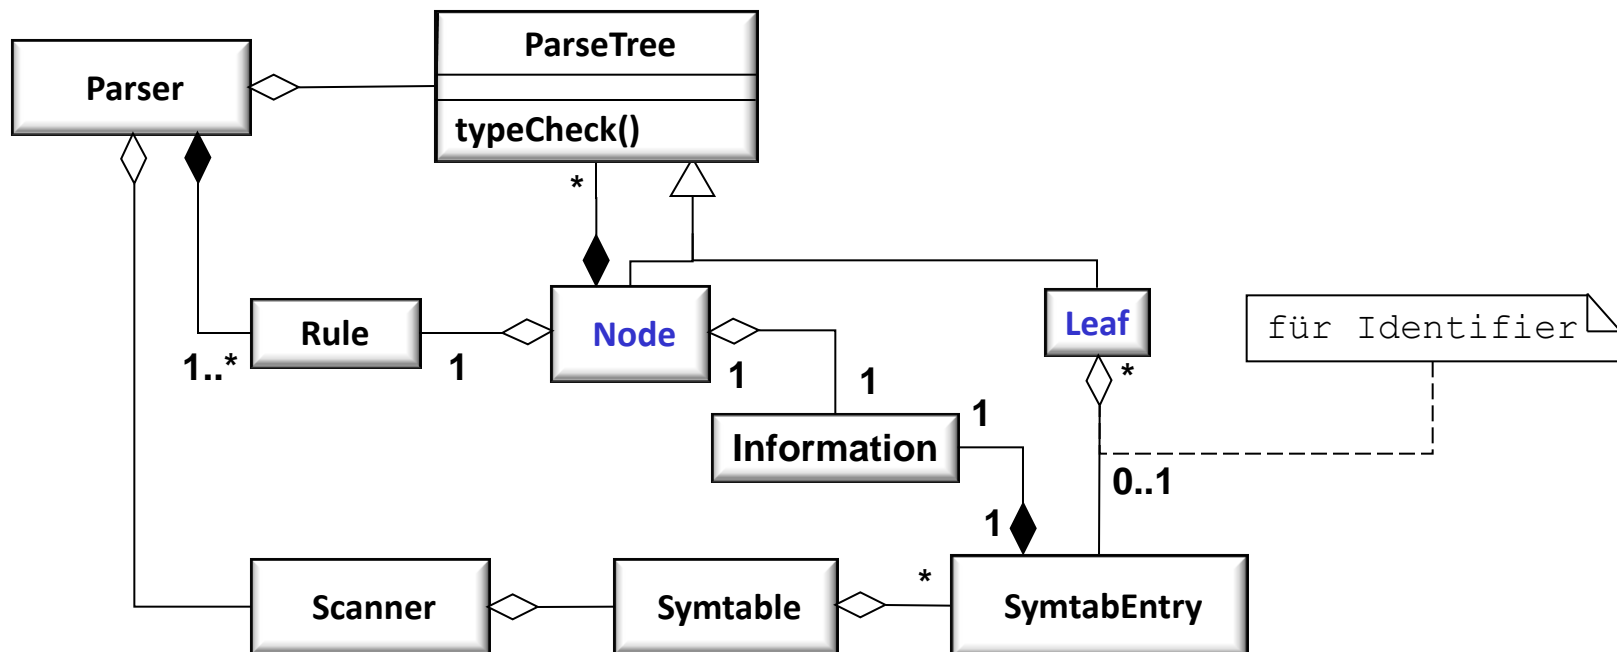 ParseTree
Parser
typeCheck()
*
Rule
Node
Leaf
für Identifier
1..*
1
1
1
*
Information
1
0..1
1
Scanner
Symtable
*
SymtabEntry